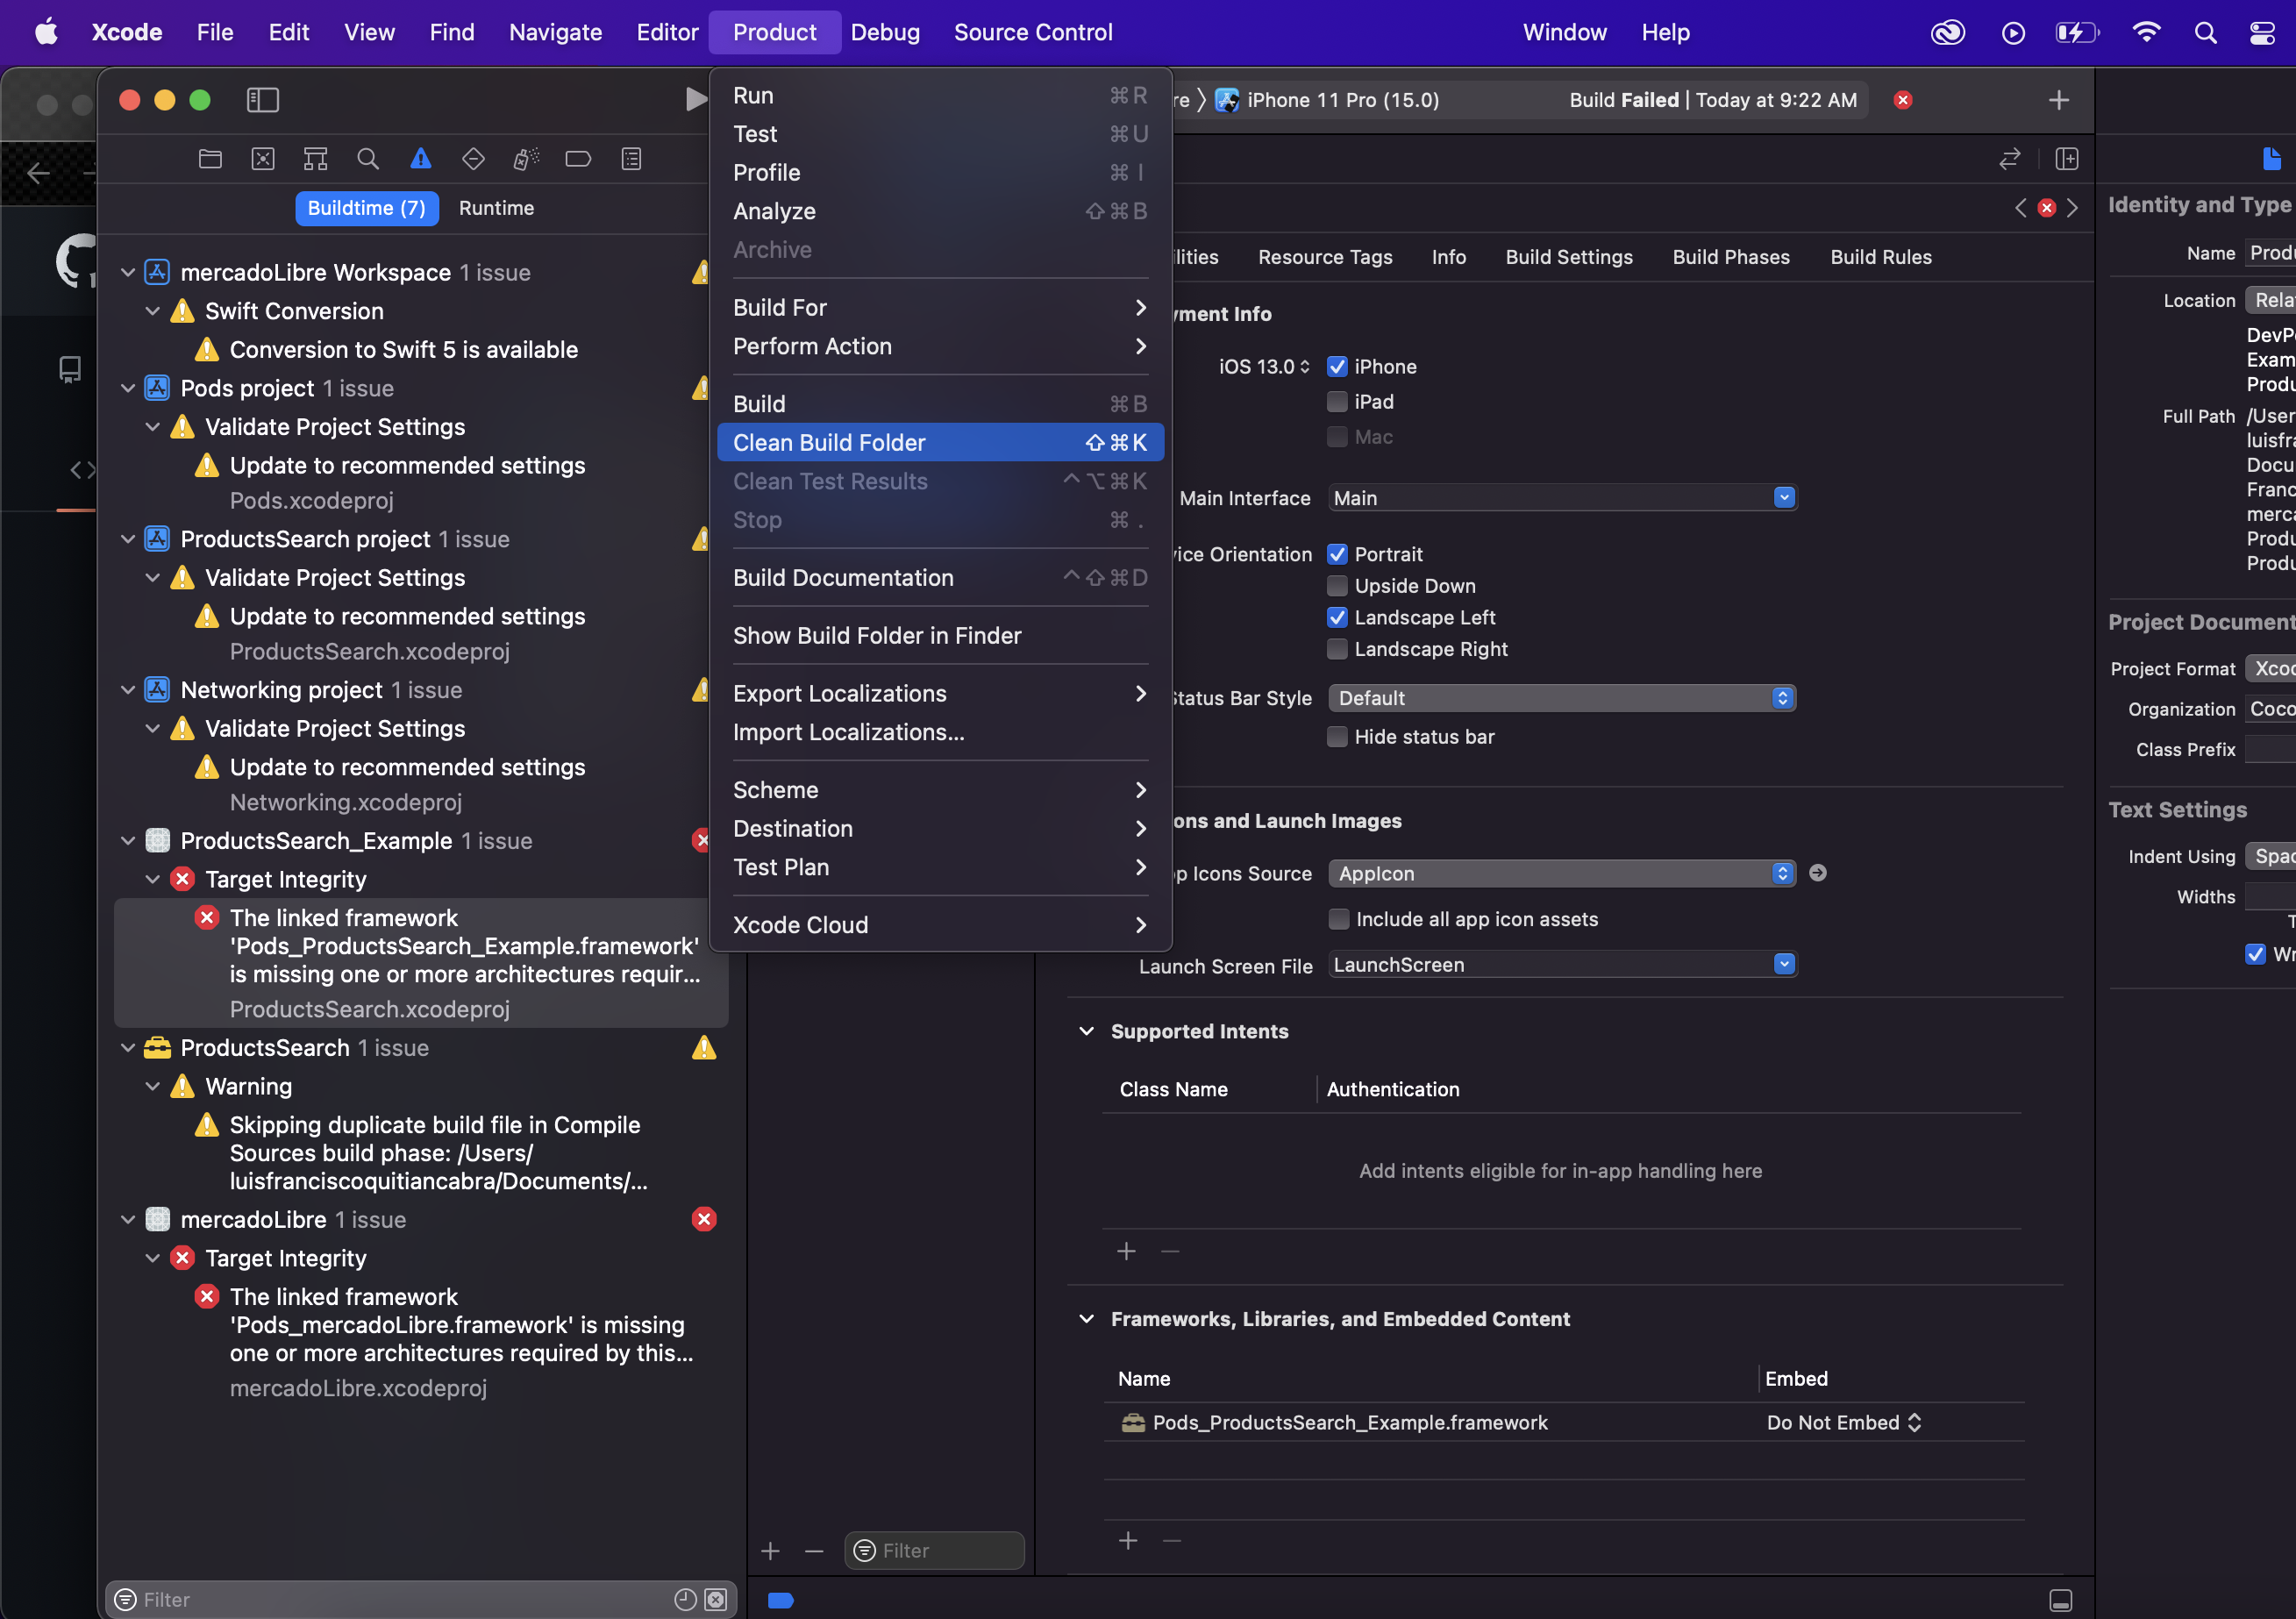 Xcode File Edit View Find Navigate Editor Product Debug Source Control Window Help
re iPhone 11 Pro (15.0) Build Failed | Today at 9:22 AM
Buildtime (7) Runtime
mercadoLibre Workspace 1 issue
Swift Conversion
Conversion to Swift 5 is available
Pods project 1 issue
Validate Project Settings
Update to recommended settings
Pods.xcodeproj
ProductsSearch project 1 issue
Validate Project Settings
Update to recommended settings
ProductsSearch.xcodeproj
Networking project 1 issue
Validate Project Settings
Update to recommended settings
Networking.xcodeproj
ProductsSearch_Example 1 issue
Target Integrity
The linked framework
'Pods_ProductsSearch_Example.framework'
is missing one or more architectures requir...
ProductsSearch.xcodeproj
ProductsSearch 1 issue
Warning
Skipping duplicate build file in Compile
Sources build phase: /Users/
luisfranciscoquitiancabra/Documents/...
mercadoLibre 1 issue
Target Integrity
The linked framework
'Pods_mercadoLibre.framework' is missing
one or more architectures required by this...
mercadoLibre.xcodeproj
Filter
Run ⌘R
Test ⌘U
Profile ⌘I
Analyze ⇧⌘B
Archive
Build For
Perform Action
Build ⌘B
Clean Build Folder ⇧⌘K
Clean Test Results ^⌥⌘K
Stop ⌘.
Build Documentation ^⇧⌘D
Show Build Folder in Finder
Export Localizations
Import Localizations...
Scheme
Destination
Test Plan
Xcode Cloud
Filter
ilities Resource Tags Info Build Settings Build Phases Build Rules
yment Info
iOS 13.0 iPhone
iPad
Mac
Main Interface Main
vice Orientation Portrait
Upside Down
Landscape Left
Landscape Right
Status Bar Style Default
Hide status bar
ons and Launch Images
p Icons Source AppIcon
Include all app icon assets
Launch Screen File LaunchScreen
Supported Intents
Class Name Authentication
Add intents eligible for in-app handling here
Frameworks, Libraries, and Embedded Content
Name Embed
Pods_ProductsSearch_Example.framework Do Not Embed
Identity and Type
Name Produ
Location Rela
DevPo
Exam
Produ
Full Path /User
luisfra
Docu
Franc
merca
Produ
Produ
Project Document
Project Format Xcod
Organization Coco
Class Prefix
Text Settings
Indent Using Spac
Widths
T
Wr